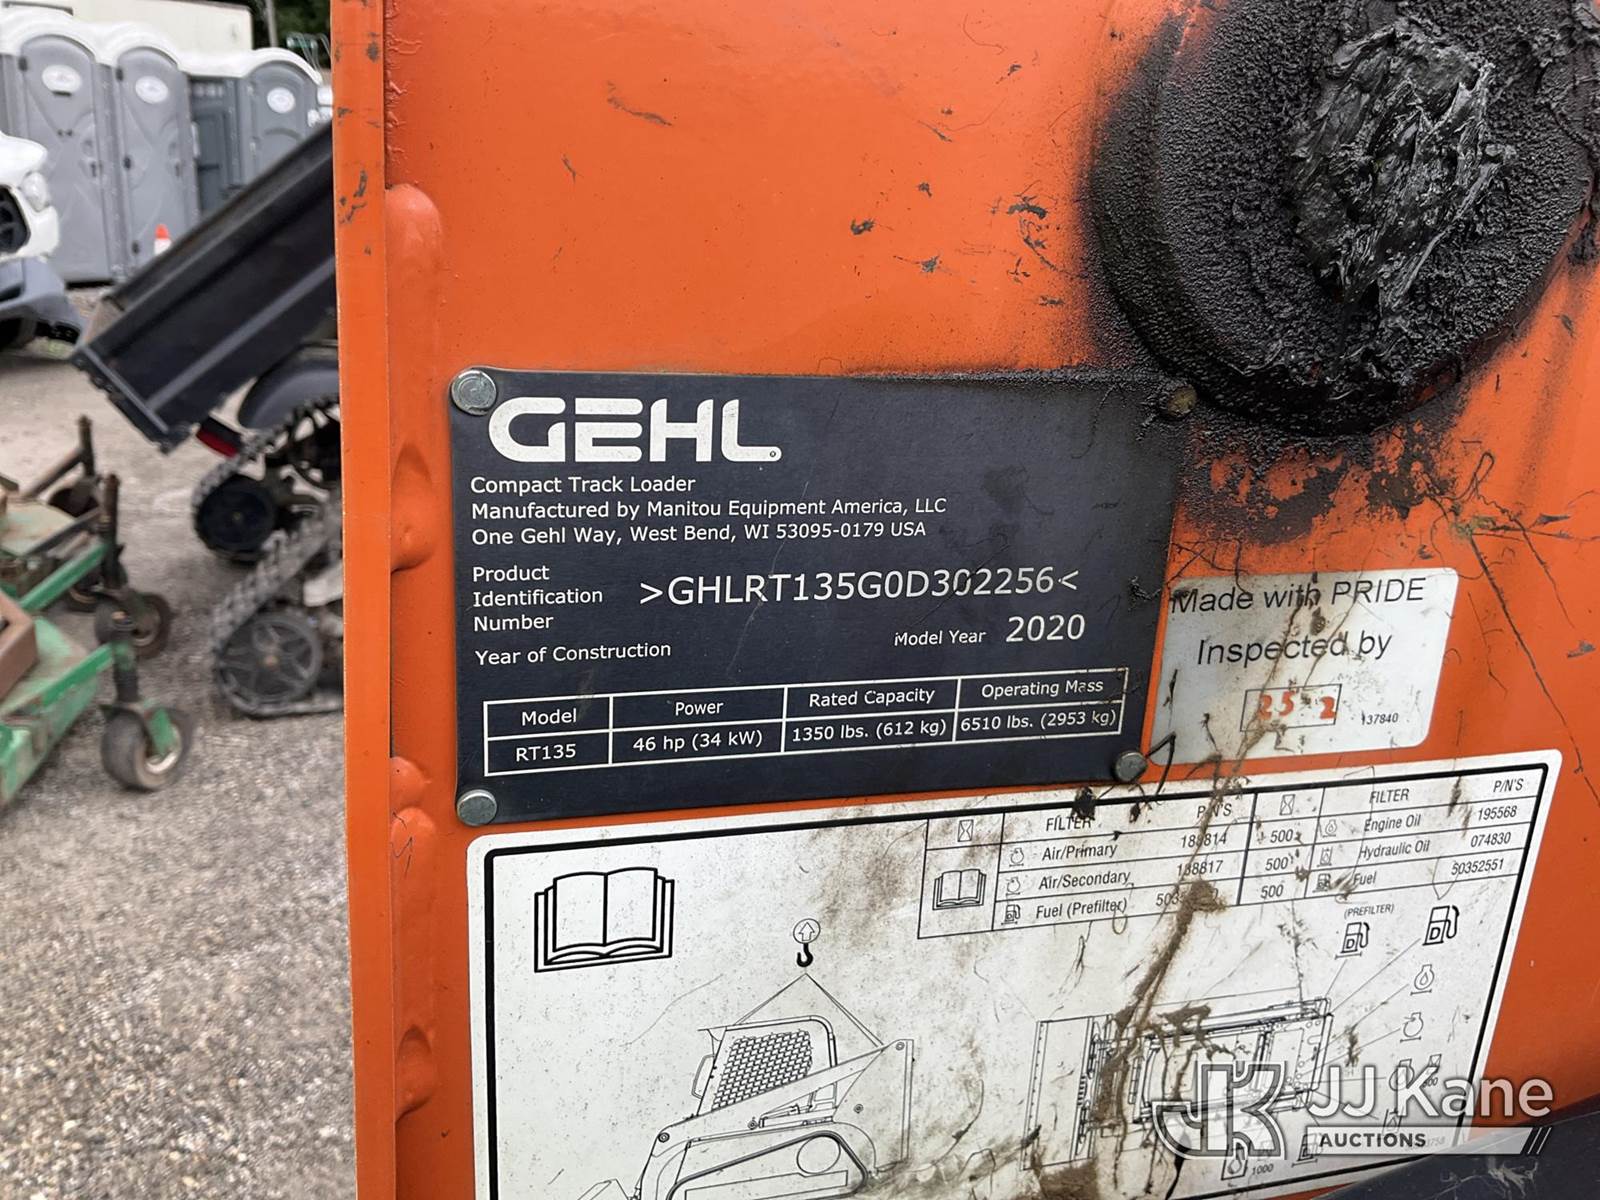 GEHL
Compact Track Loader
Manufactured by Manitou Equipment America, LLC
One Gehl Way, West Bend, WI 53095-0179 USA
Product
Identification
Number
>GHLRT135G0D302256<
Year of Construction
Model Year 2020
Model Power Rated Capacity Operating Mass
RT135 46 hp (34 kW) 1350 lbs. (612 kg) 6510 lbs. (2953 kg)
Made with PRIDE
Inspected by
25 2
137840
FILTER P/N'S FILTER P/N'S
Air/Primary 500 Engine Oil 195568
Air/Secondary 188817 500 Hydraulic Oil 074830
Fuel (Prefilter) 500 Fuel 50352551
(PREFILTER)
1000
JJ Kane
AUCTIONS